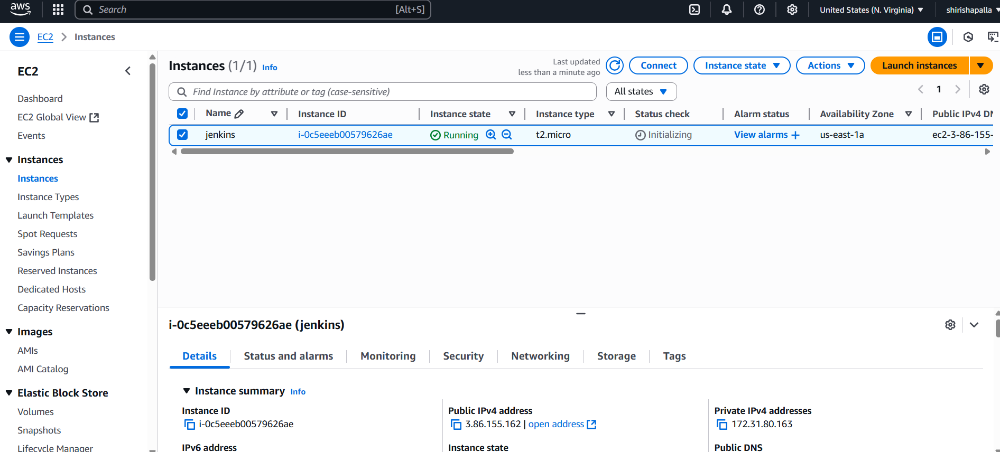 aws
Search [Alt+S]
United States (N. Virginia)
shirishapalla
EC2 Instances
EC2
Dashboard
EC2 Global View
Events
Instances
Instances
Instance Types
Launch Templates
Spot Requests
Savings Plans
Reserved Instances
Dedicated Hosts
Capacity Reservations
Images
AMIs
AMI Catalog
Elastic Block Store
Volumes
Snapshots
Lifecycle Manager
Instances (1/1) Info
Last updated
less than a minute ago
Connect
Instance state
Actions
Launch instances
Find Instance by attribute or tag (case-sensitive)
All states
1
Name Instance ID Instance state Instance type Status check Alarm status Availability Zone Public IPv4 DN
jenkins i-0c5eeeb00579626ae Running t2.micro Initializing View alarms + us-east-1a ec2-3-86-155-
i-0c5eeeb00579626ae (jenkins)
Details Status and alarms Monitoring Security Networking Storage Tags
Instance summary Info
Instance ID
i-0c5eeeb00579626ae
Public IPv4 address
3.86.155.162 | open address
Private IPv4 addresses
172.31.80.163
IPv6 address
Instance state
Public DNS